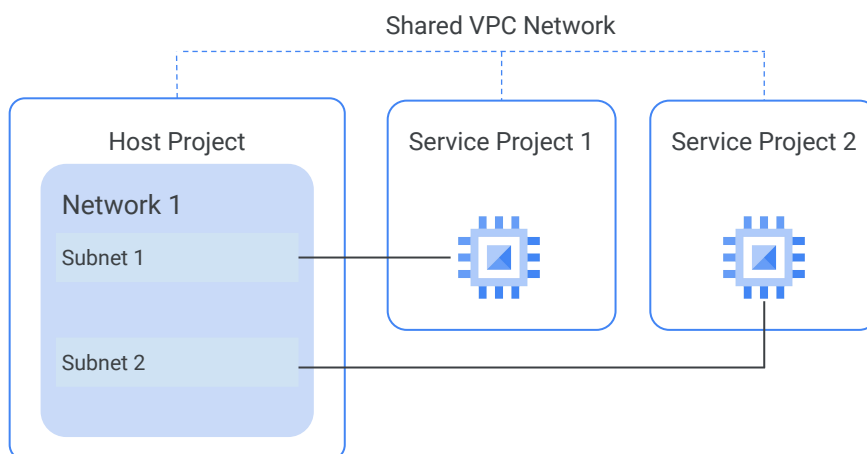 Shared VPC Network
Host Project
Service Project 1
Service Project 2
Network 1
Subnet 1
Subnet 2